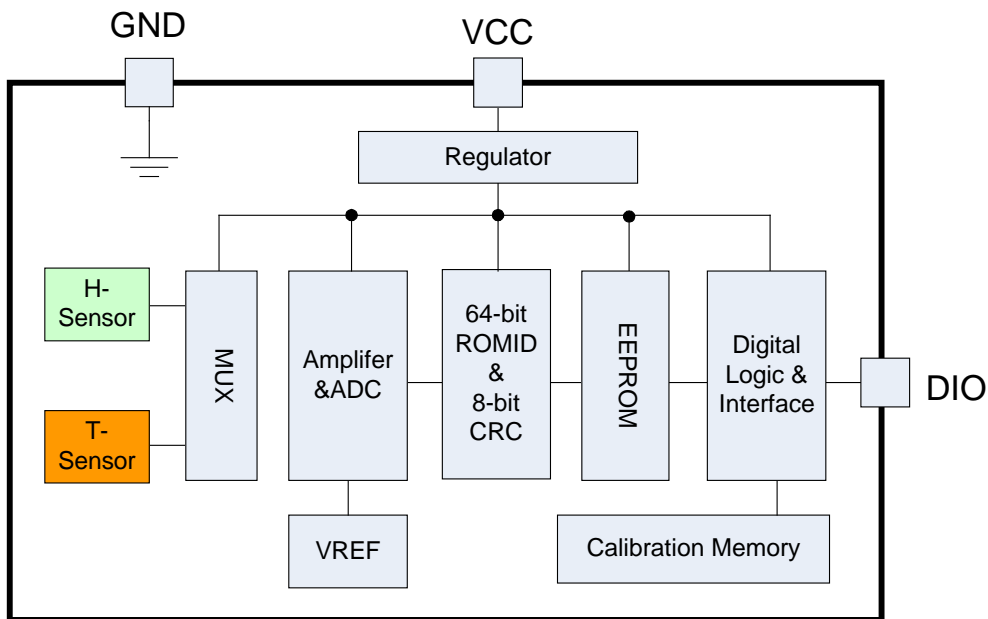 GND
VCC
Regulator
H-
Sensor
T-
Sensor
MUX
Amplifer
&ADC
64-bit
ROMID
&
8-bit
CRC
EEPROM
Digital
Logic &
Interface
DIO
VREF
Calibration Memory